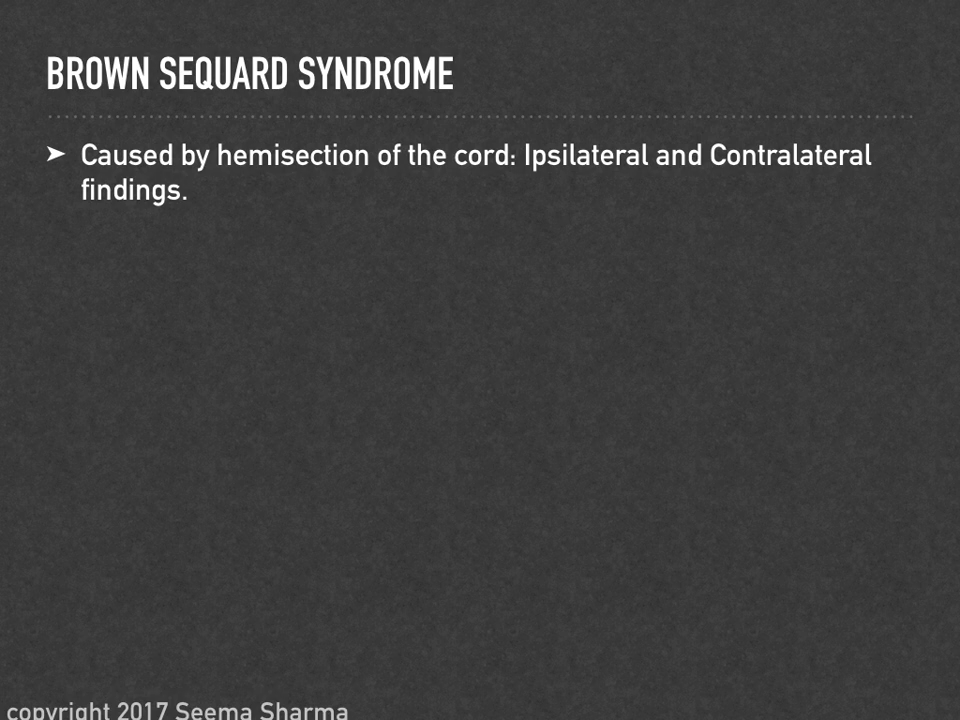 BROWN SEQUARD SYNDROME
➤ Caused by hemisection of the cord: Ipsilateral and Contralateral
findings.
copyright 2017 Seema Sharma